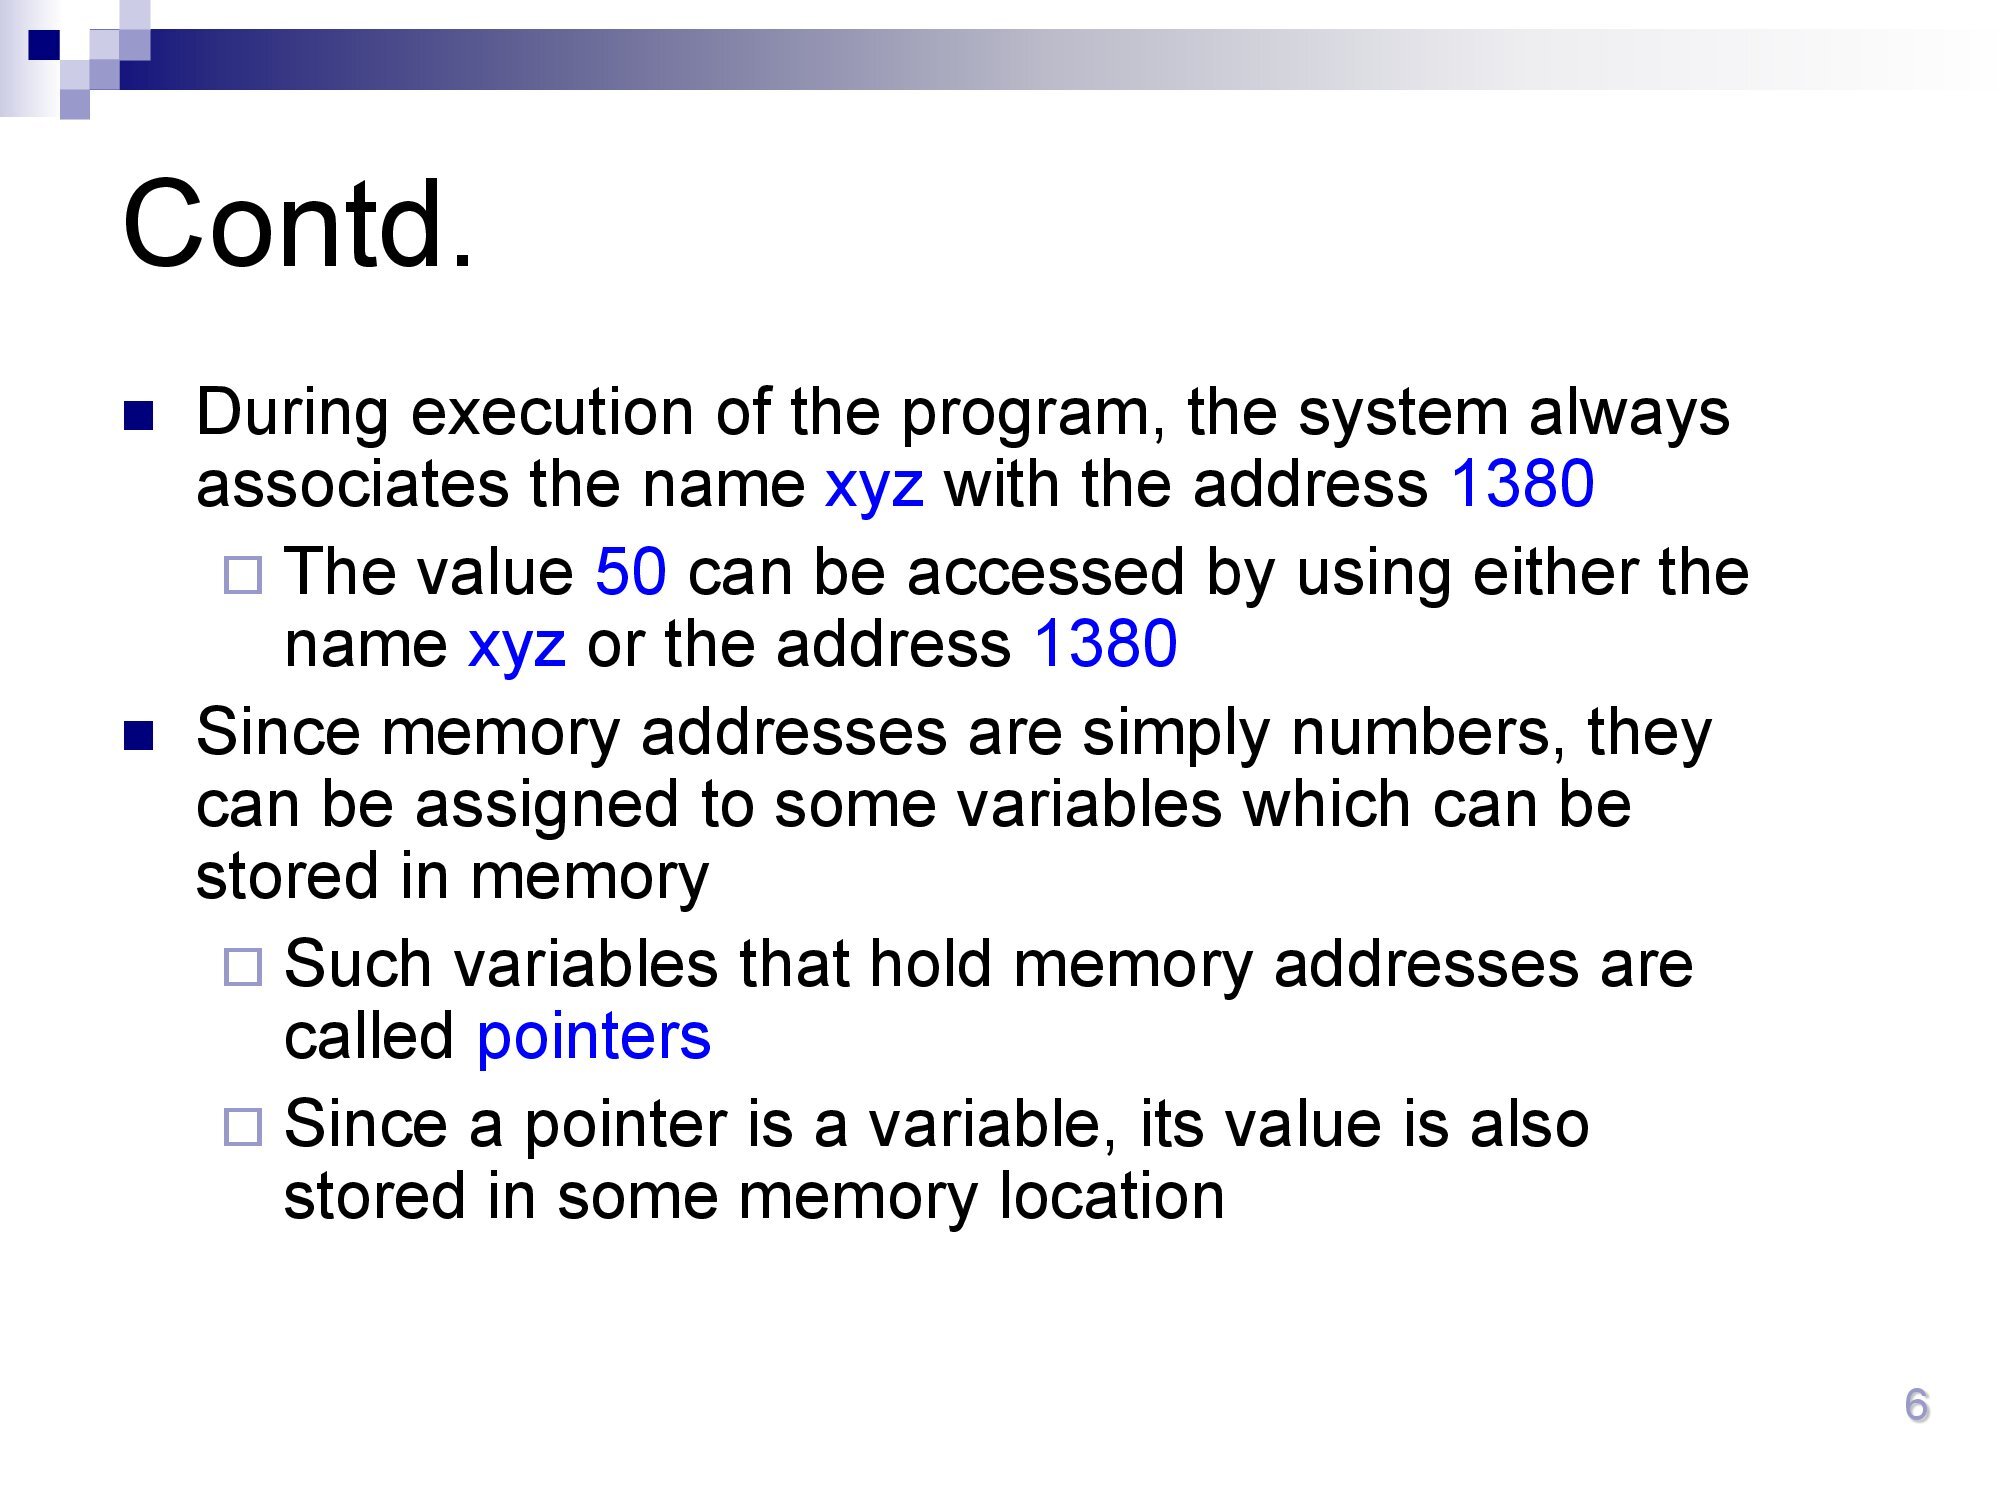 Contd.
During execution of the program, the system always
associates the name xyz with the address 1380
The value 50 can be accessed by using either the
name xyz or the address 1380
Since memory addresses are simply numbers, they
can be assigned to some variables which can be
stored in memory
Such variables that hold memory addresses are
called pointers
Since a pointer is a variable, its value is also
stored in some memory location
6